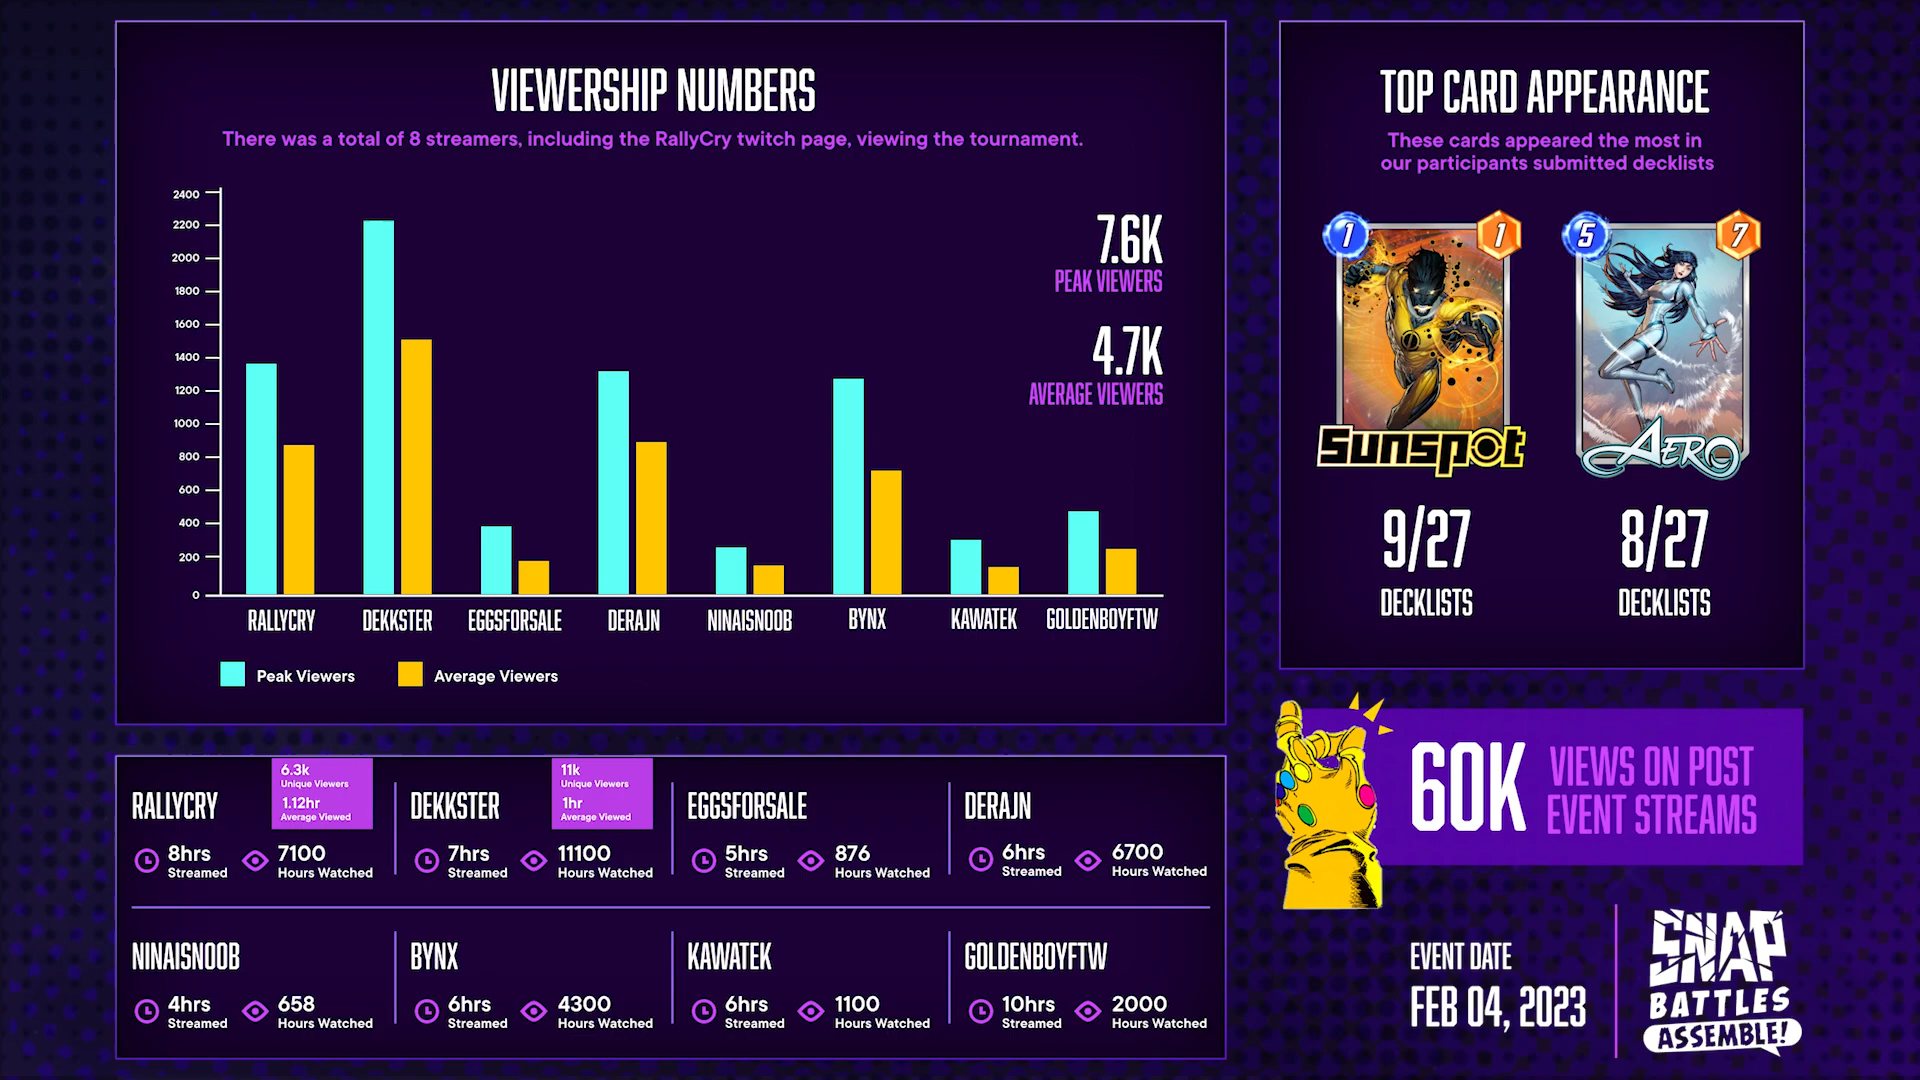 VIEWERSHIP NUMBERS
There was a total of 8 streamers, including the RallyCry twitch page, viewing the tournament.
2400
2200
2000
1800
1600
1400
1200
1000
800
600
400
200
0
7.6K
PEAK VIEWERS
4.7K
AVERAGE VIEWERS
RALLYCRY DEKKSTER EGGSFORSALE DERAJN NINAISNOOB BYNX KAWATEK GOLDENBOYFTW
Peak Viewers Average Viewers
TOP CARD APPEARANCE
These cards appeared the most in
our participants submitted decklists
1 1 5 7
Sunspot AERO
9/27 8/27
DECKLISTS DECKLISTS
RALLYCRY
6.3k
Unique Viewers
1.12hr
Average Viewed
8hrs 7100
Streamed Hours Watched
DEKKSTER
11k
Unique Viewers
1hr
Average Viewed
7hrs 11100
Streamed Hours Watched
EGGSFORSALE
5hrs 876
Streamed Hours Watched
DERAJN
6hrs 6700
Streamed Hours Watched
NINAISNOOB
4hrs 658
Streamed Hours Watched
BYNX
6hrs 4300
Streamed Hours Watched
KAWATEK
6hrs 1100
Streamed Hours Watched
GOLDENBOYFTW
10hrs 2000
Streamed Hours Watched
60K
VIEWS ON POST
EVENT STREAMS
EVENT DATE
FEB 04, 2023
SNAP
BATTLES
ASSEMBLE!